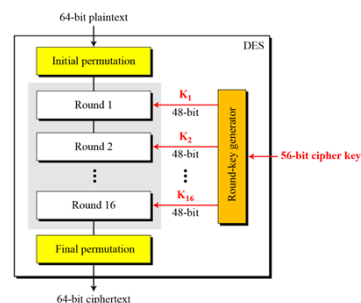 64-bit plaintext
DES
Initial permutation
K1
Round 1
48-bit
K2
Round 2
48-bit
Round-key generator
56-bit cipher key
K16
Round 16
48-bit
Final permutation
64-bit ciphertext